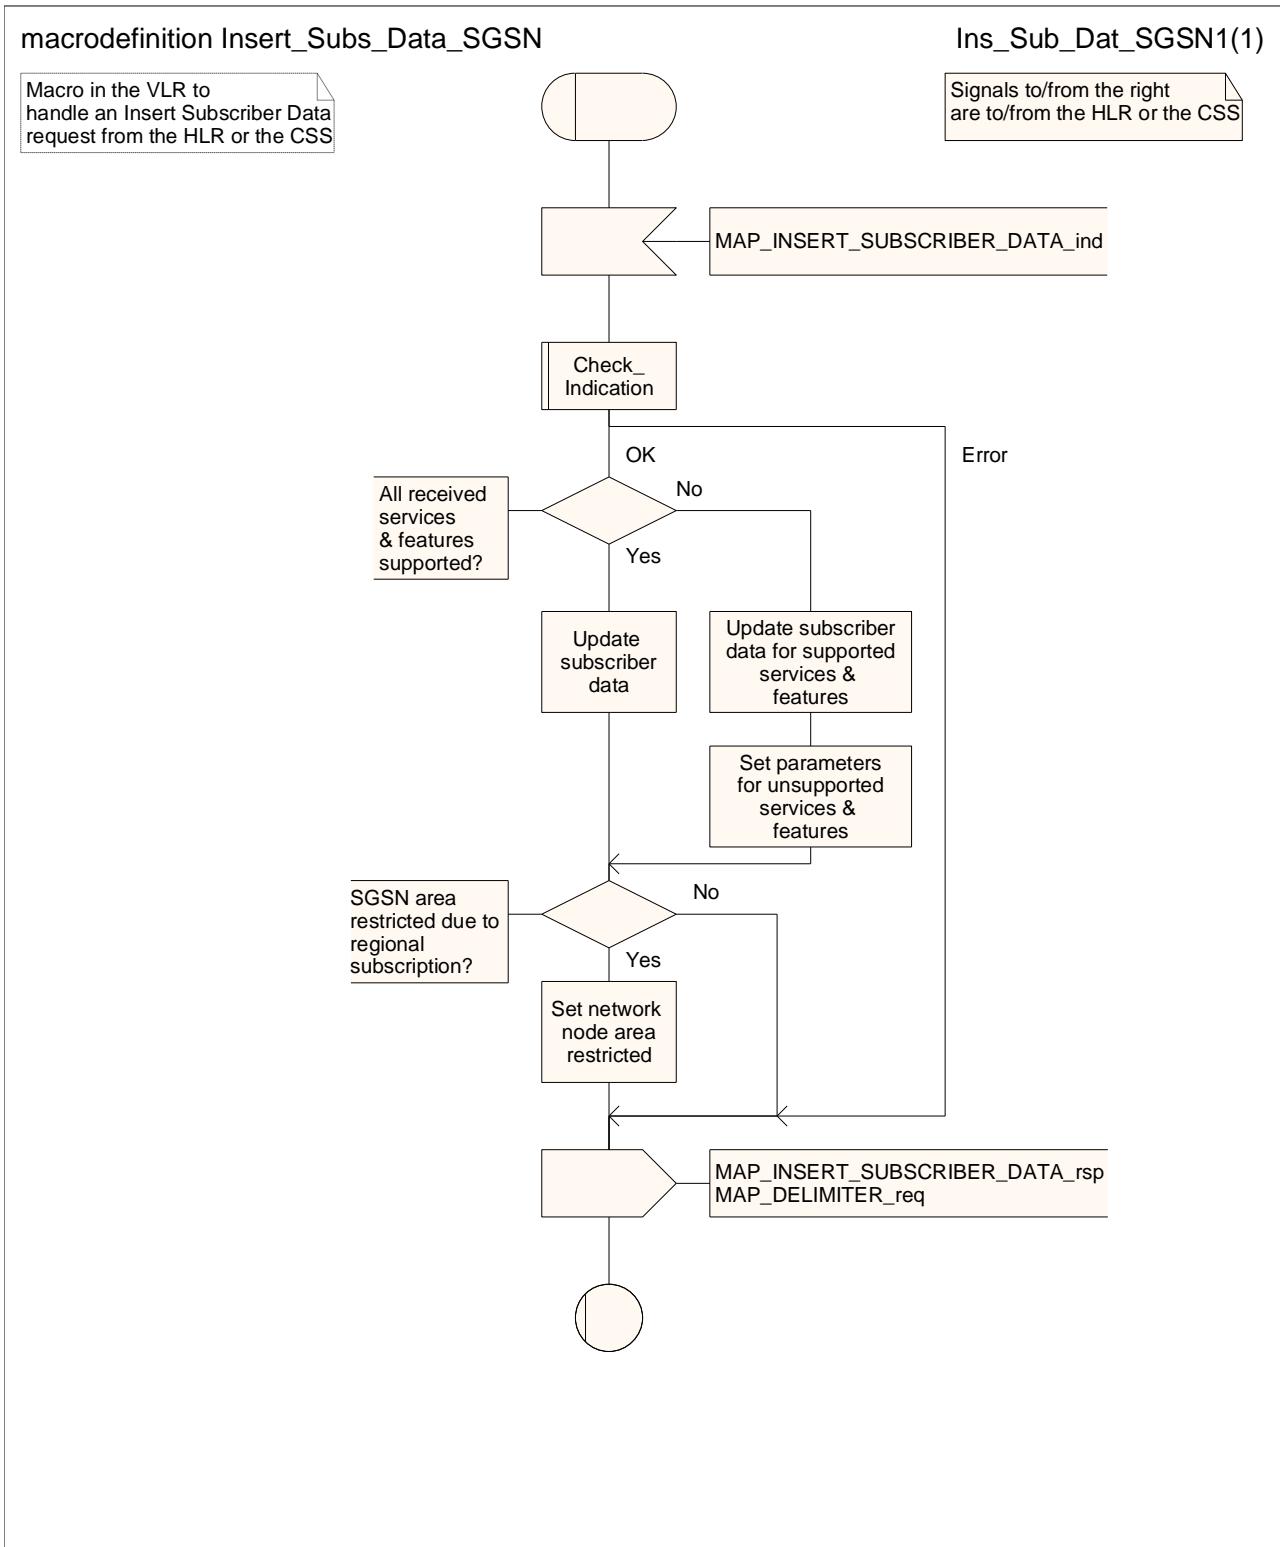 macrodefinition Insert_Subs_Data_SGSN
Ins_Sub_Dat_SGSN1(1)
Macro in the VLR to
handle an Insert Subscriber Data
request from the HLR or the CSS
Signals to/from the right
are to/from the HLR or the CSS
MAP_INSERT_SUBSCRIBER_DATA_ind
Check_
Indication
OK
Error
All received
services
& features
supported?
No
Yes
Update
subscriber
data
Update subscriber
data for supported
services &
features
Set parameters
for unsupported
services &
features
SGSN area
restricted due to
regional
subscription?
No
Yes
Set network
node area
restricted
MAP_INSERT_SUBSCRIBER_DATA_rsp
MAP_DELIMITER_req